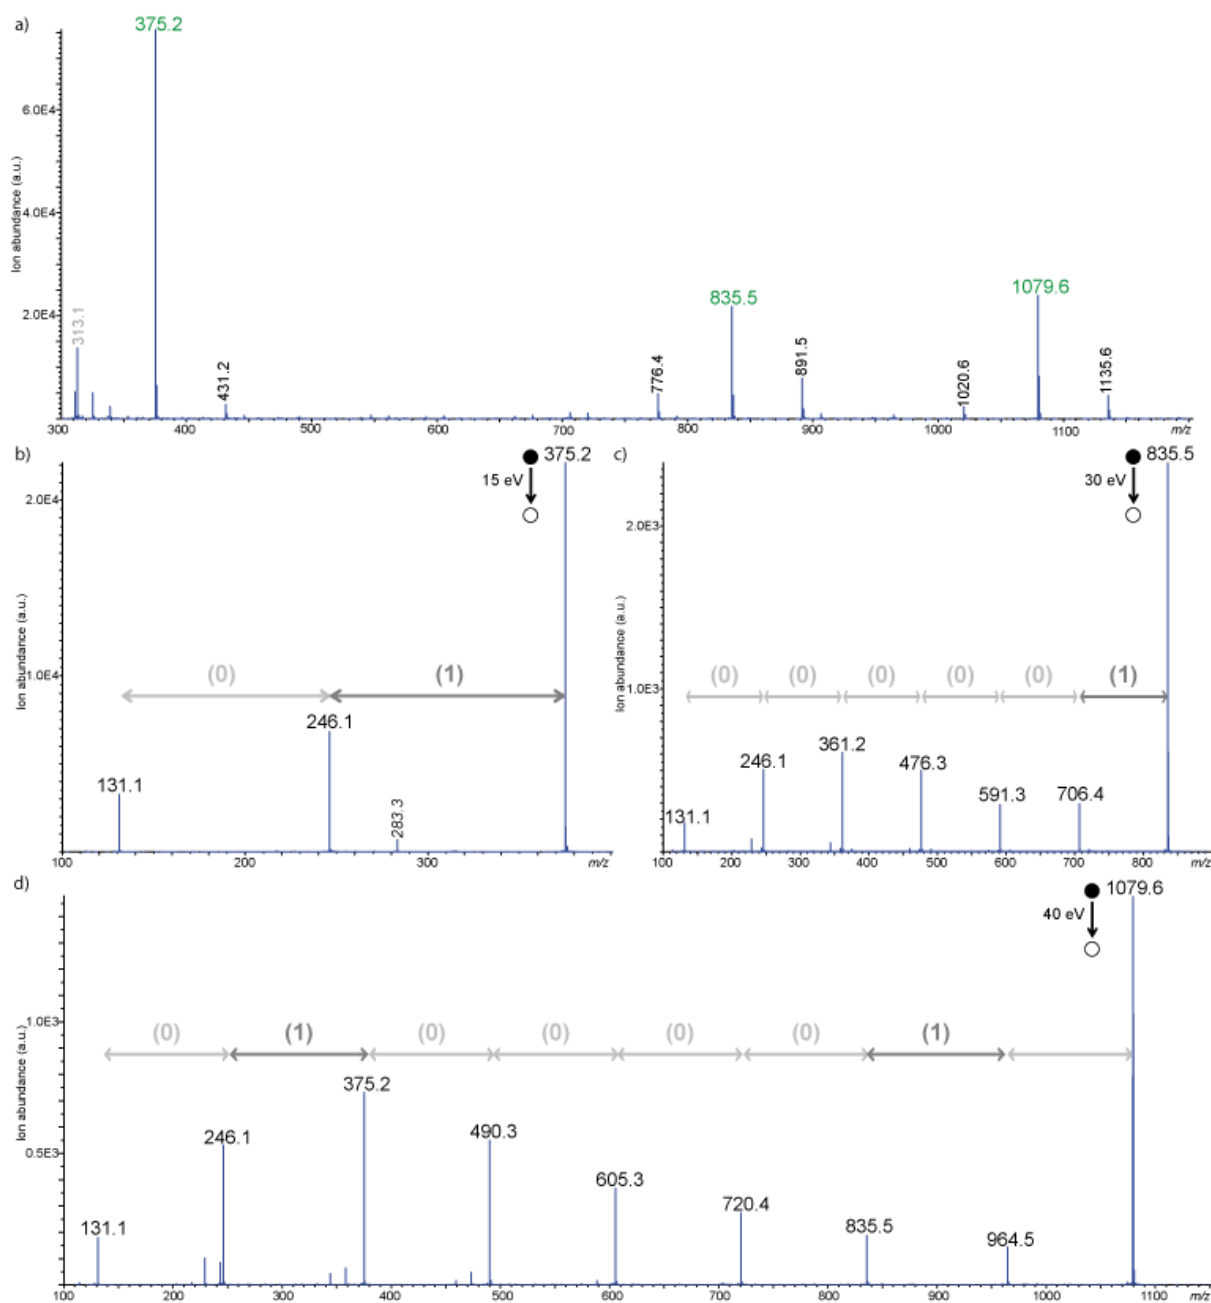 a)
375.2
Ion abundance (a.u.)
6.0E4
4.0E4
2.0E4
313.1
431.2
776.4
835.5
891.5
1020.6
1079.6
1135.6
300 400 500 600 700 800 900 1000 1100 m/z
b)
375.2
15 eV
Ion abundance (a.u.)
2.0E4
1.0E4
(0) (1)
131.1
246.1
283.3
100 200 300 m/z
c)
835.5
30 eV
Ion abundance (a.u.)
2.0E3
1.0E3
(0) (0) (0) (0) (0) (1)
131.1
246.1
361.2
476.3
591.3
706.4
100 200 300 400 500 600 700 800 m/z
d)
1079.6
40 eV
Ion abundance (a.u.)
1.0E3
0.5E3
(0) (1) (0) (0) (0) (0) (1)
131.1
246.1
375.2
490.3
605.3
720.4
835.5
964.5
100 200 300 400 500 600 700 800 900 1000 1100 m/z